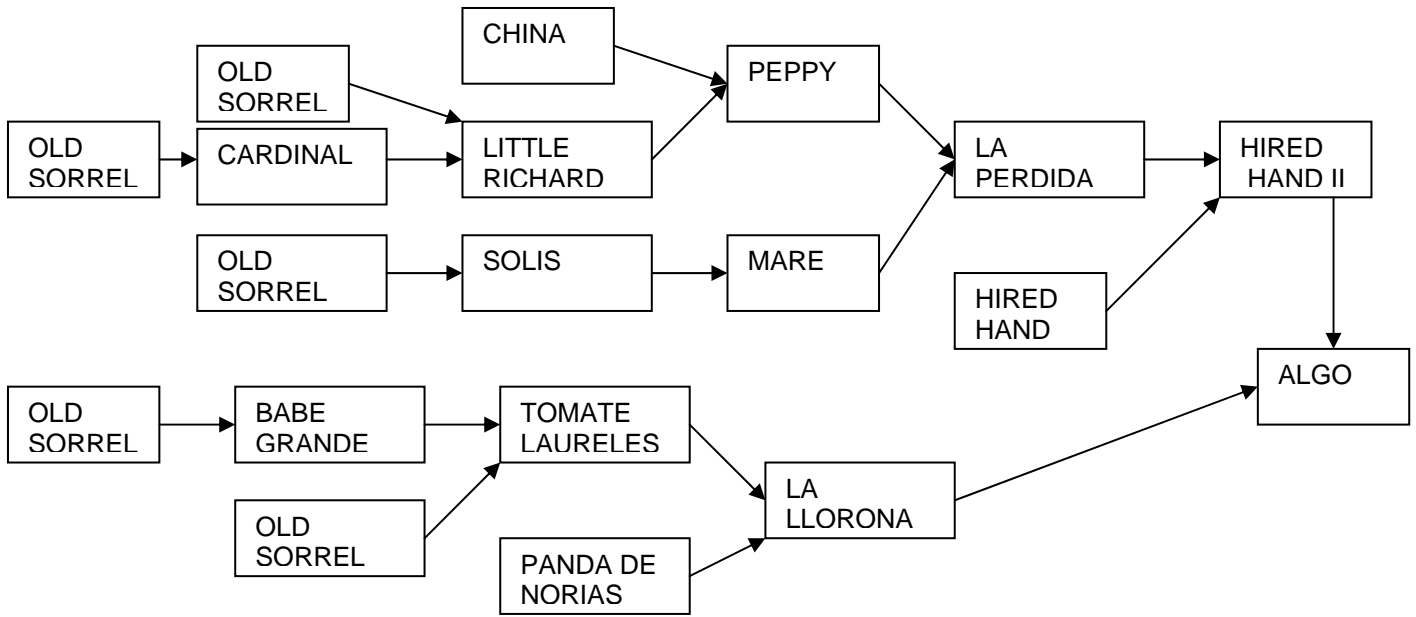 CHINA
OLD
SORREL
PEPPY
OLD
SORREL
CARDINAL
LITTLE
RICHARD
LA
PERDIDA
HIRED
HAND II
OLD
SORREL
SOLIS
MARE
HIRED
HAND
ALGO
OLD
SORREL
BABE
GRANDE
TOMATE
LAURELES
LA
LLORONA
OLD
SORREL
PANDA DE
NORIAS